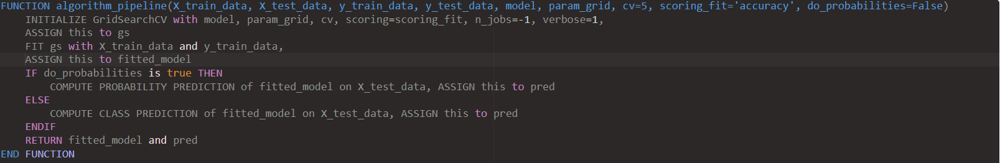 FUNCTION algorithm_pipeline(X_train_data, X_test_data, y_train_data, y_test_data, model, param_grid, cv=5, scoring_fit='accuracy', do_probabilities=False)
    INITIALIZE GridSearchCV with model, param_grid, cv, scoring=scoring_fit, n_jobs=-1, verbose=1,
    ASSIGN this to gs
    FIT gs with X_train_data and y_train_data,
    ASSIGN this to fitted_model
    IF do_probabilities is true THEN
        COMPUTE PROBABILITY PREDICTION of fitted_model on X_test_data, ASSIGN this to pred
    ELSE
        COMPUTE CLASS PREDICTION of fitted_model on X_test_data, ASSIGN this to pred
    ENDIF
    RETURN fitted_model and pred
END FUNCTION